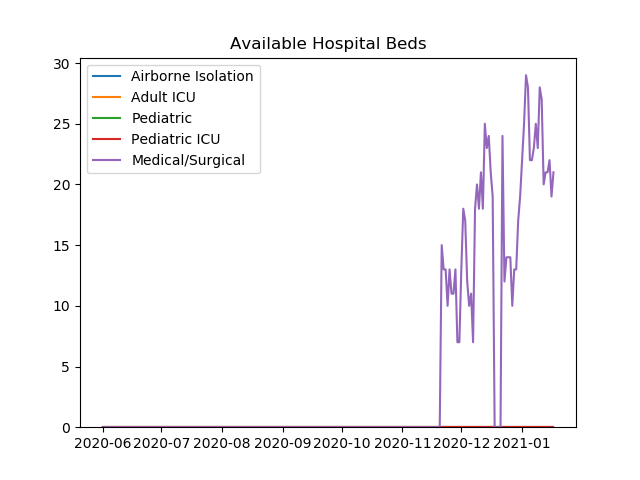 Available Hospital Beds
30
25
20
15
10
5
0
Airborne Isolation
Adult ICU
Pediatric
Pediatric ICU
Medical/Surgical
2020-06 2020-07 2020-08 2020-09 2020-10 2020-11 2020-12 2021-01